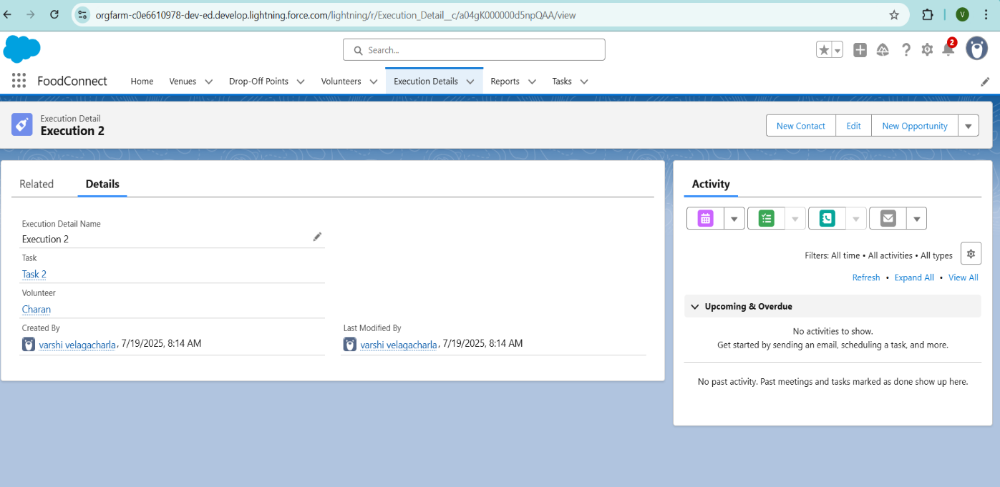 orgfarm-c0e6610978-dev-ed.develop.lightning.force.com/lightning/r/Execution_Detail__c/a04gK000000d5npQAA/view
V
Search...
2
FoodConnect Home Venues Drop-Off Points Volunteers Execution Details Reports Tasks
Execution Detail
Execution 2
New Contact Edit New Opportunity
Related Details
Execution Detail Name
Execution 2
Task
Task 2
Volunteer
Charan
Created By
varshi velagacharla, 7/19/2025, 8:14 AM
Last Modified By
varshi velagacharla, 7/19/2025, 8:14 AM
Activity
Filters: All time • All activities • All types
Refresh • Expand All • View All
Upcoming & Overdue
No activities to show.
Get started by sending an email, scheduling a task, and more.
No past activity. Past meetings and tasks marked as done show up here.